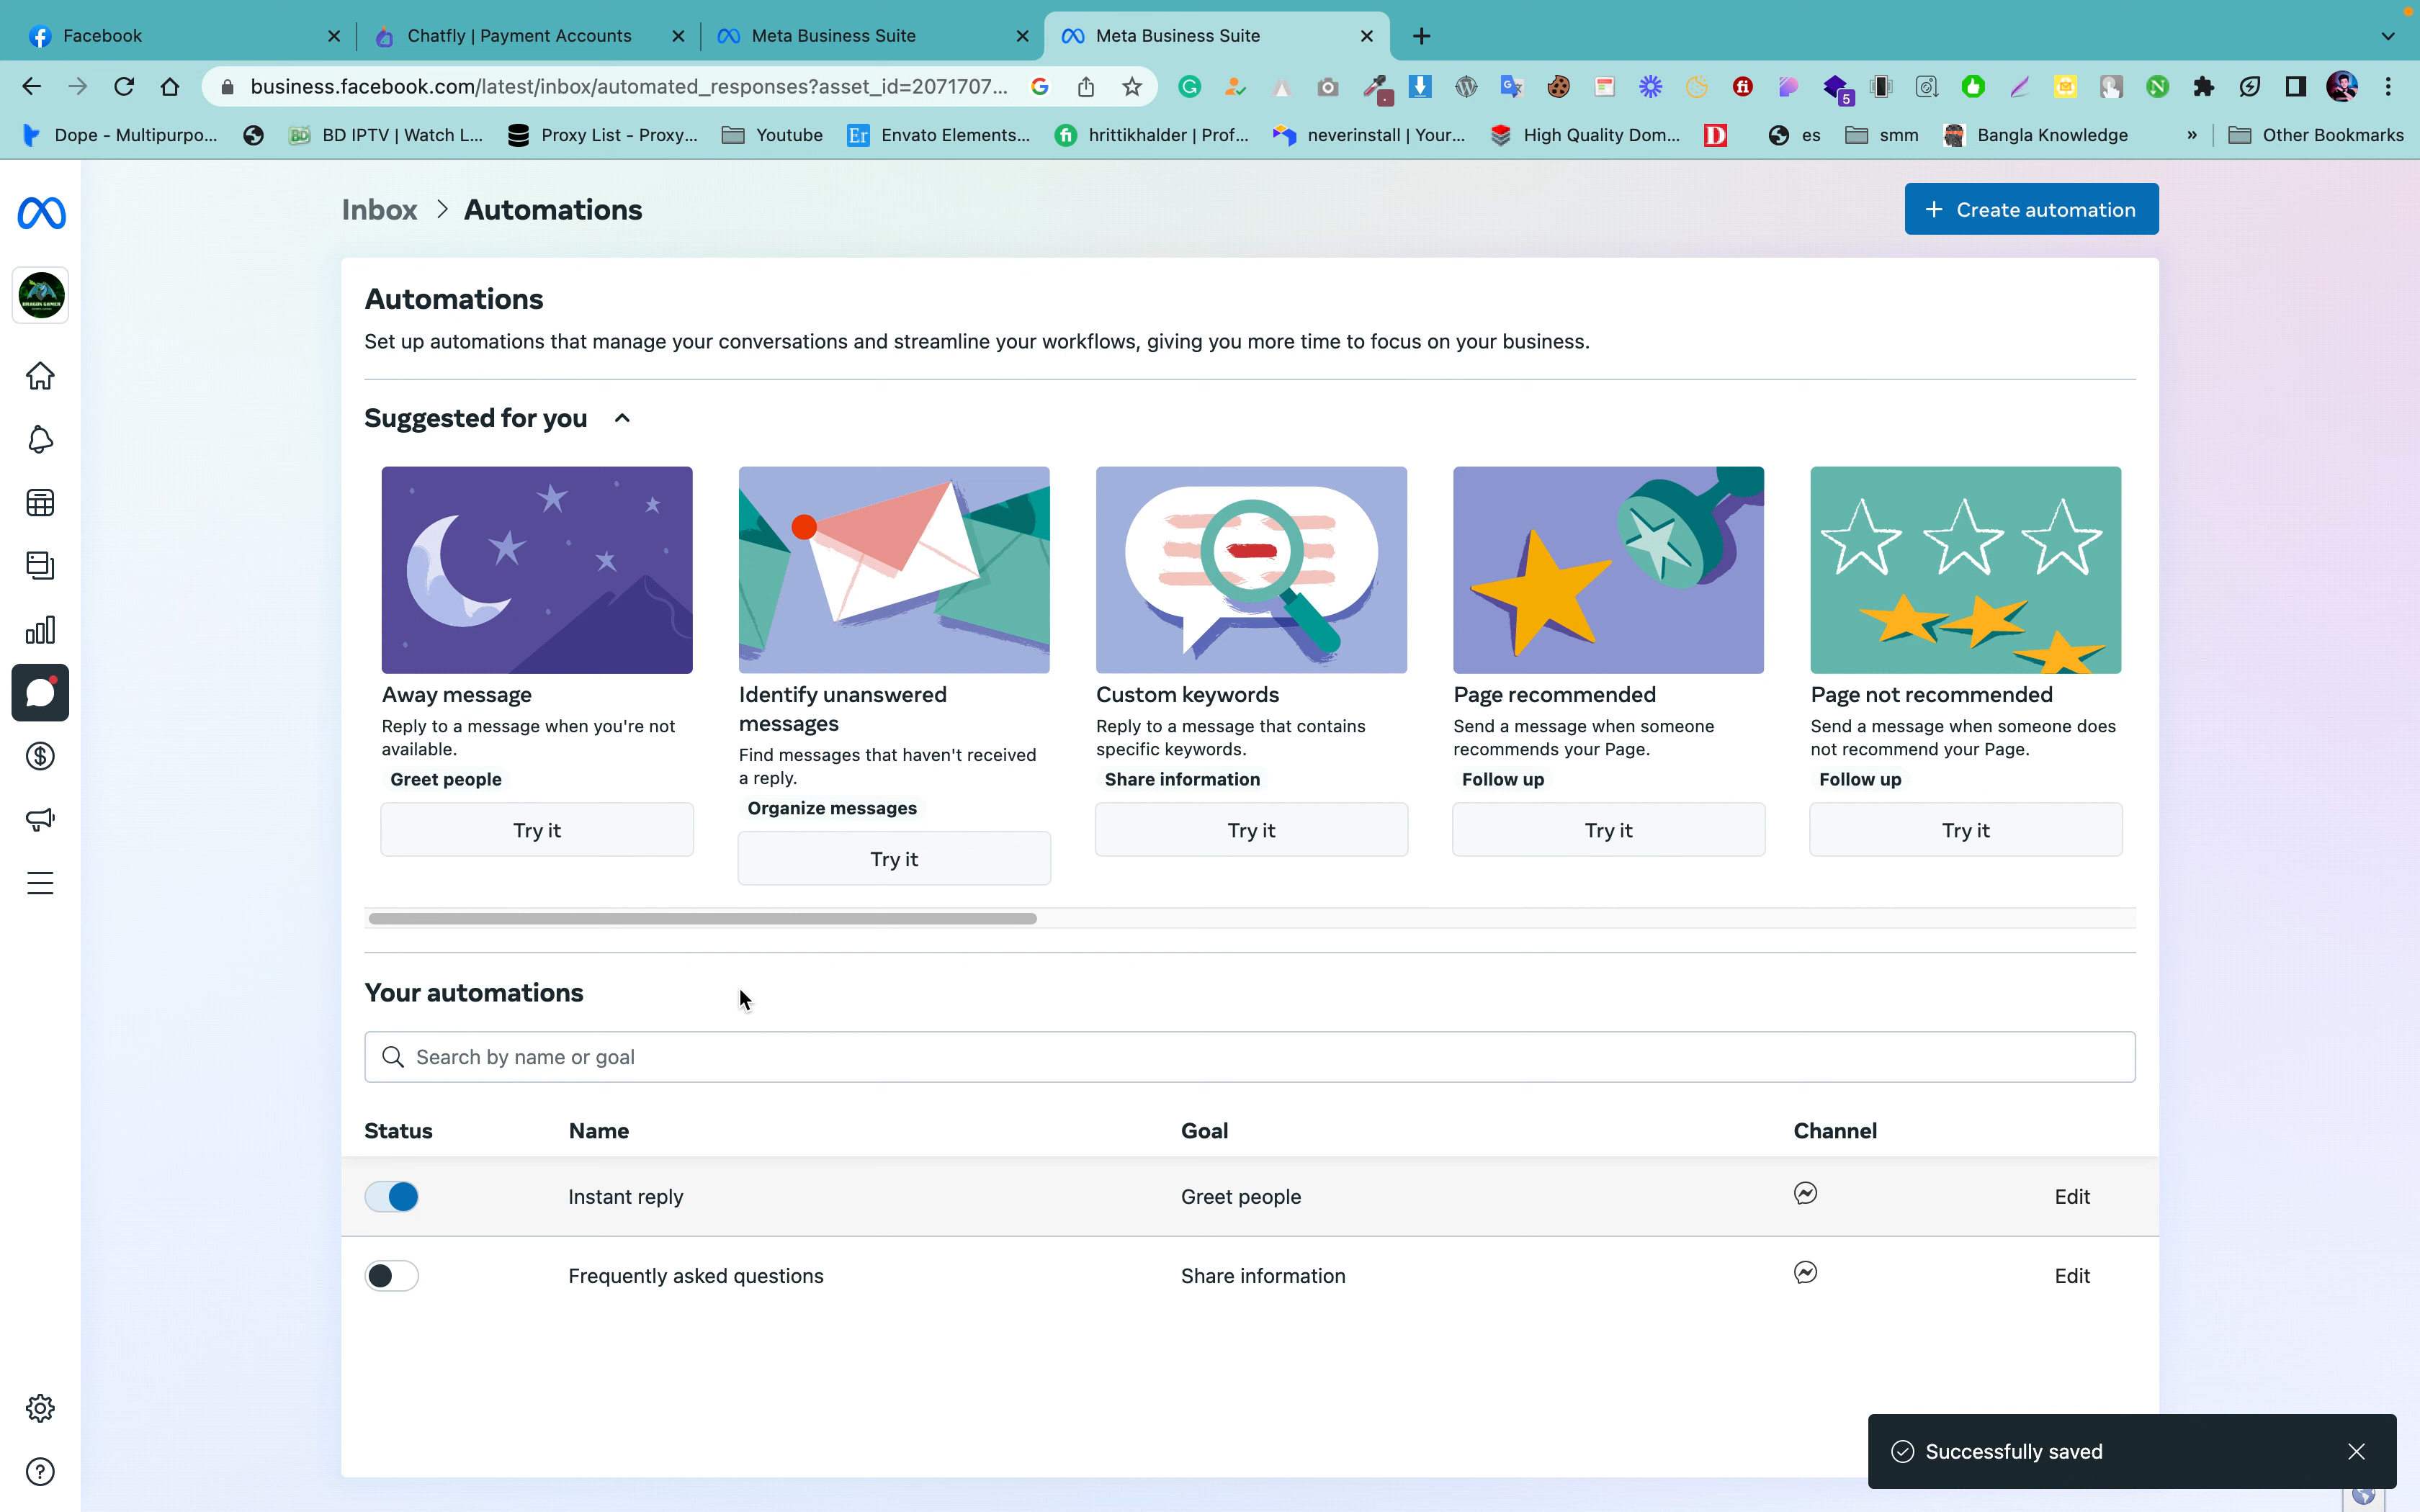 Facebook
Chatfly | Payment Accounts
Meta Business Suite
Meta Business Suite
business.facebook.com/latest/inbox/automated_responses?asset_id=2071707...
5
Dope - Multipurpo...
BD IPTV | Watch L...
Proxy List - Proxy...
Youtube
Envato Elements...
hrittikhalder | Prof...
neverinstall | Your...
High Quality Dom...
es
smm
Bangla Knowledge
»
Other Bookmarks
Inbox > Automations
+ Create automation
Automations
Set up automations that manage your conversations and streamline your workflows, giving you more time to focus on your business.
Suggested for you
Away message
Reply to a message when you're not
available.
Greet people
Try it
Identify unanswered
messages
Find messages that haven't received
a reply.
Organize messages
Try it
Custom keywords
Reply to a message that contains
specific keywords.
Share information
Try it
Page recommended
Send a message when someone
recommends your Page.
Follow up
Try it
Page not recommended
Send a message when someone does
not recommend your Page.
Follow up
Try it
Your automations
Search by name or goal
Status Name Goal Channel
Instant reply Greet people Edit
Frequently asked questions Share information Edit
Successfully saved